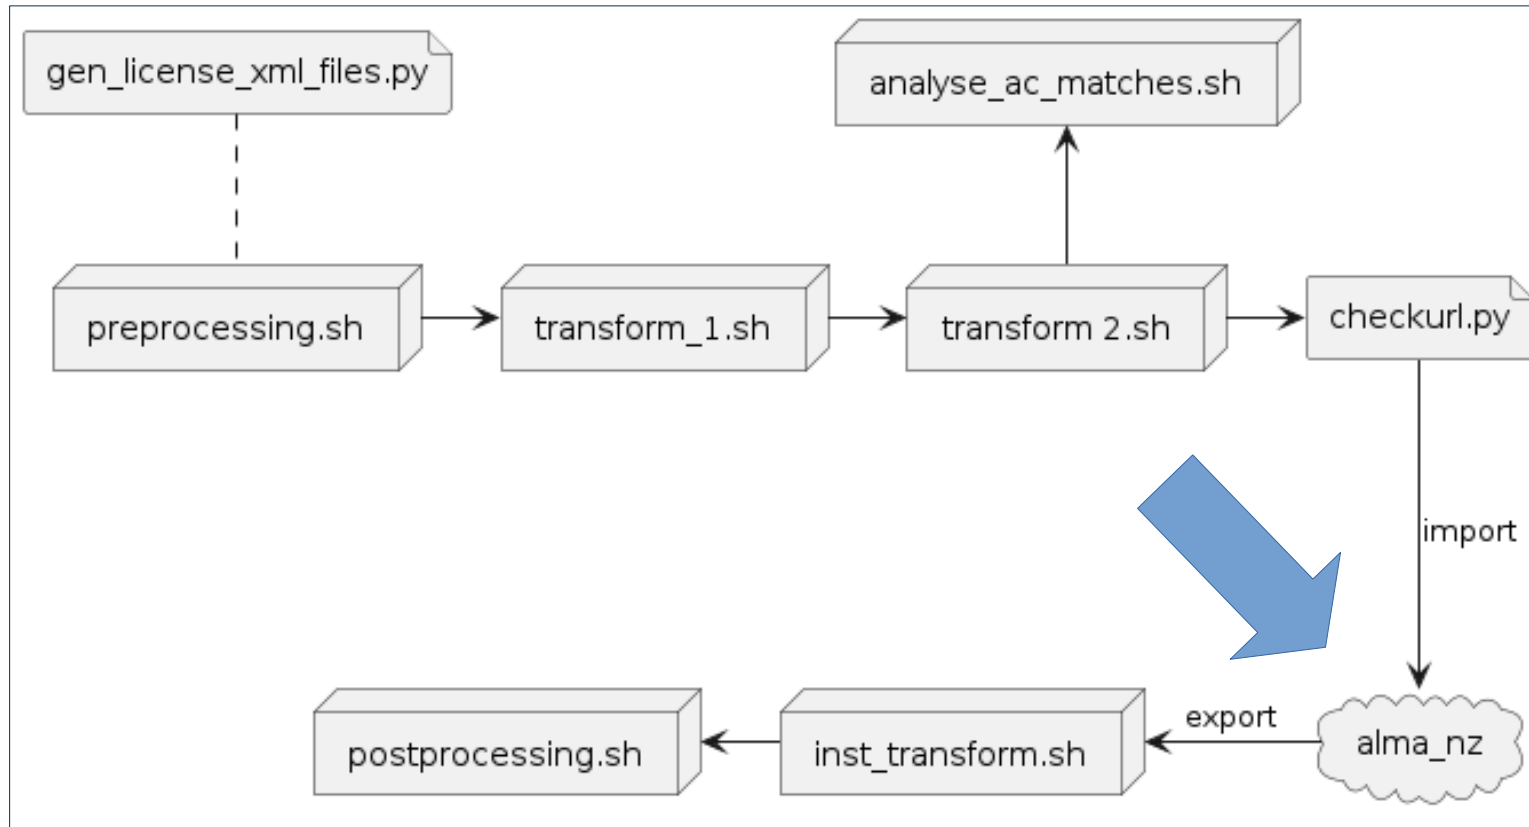 gen_license_xml_files.py
analyse_ac_matches.sh
preprocessing.sh
transform_1.sh
transform 2.sh
checkurl.py
import
export
postprocessing.sh
inst_transform.sh
alma_nz